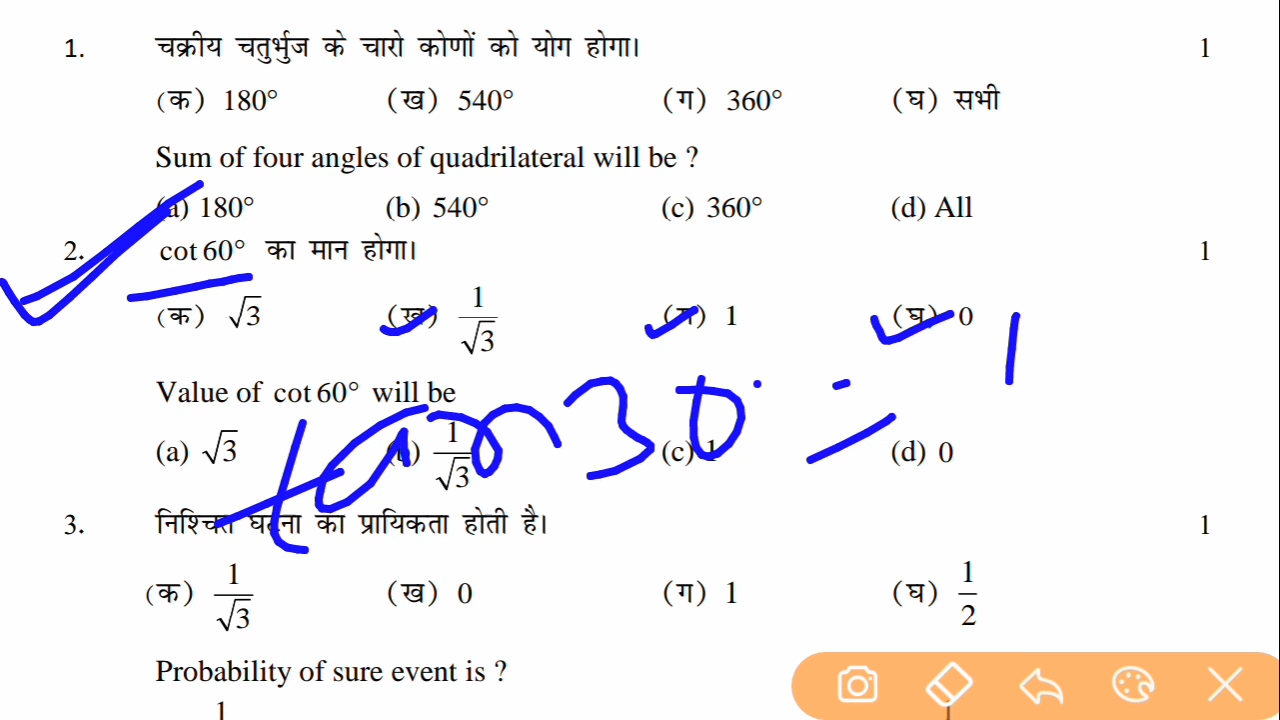 1. चक्रीय चतुर्भुज के चारो कोणों को योग होगा। 1
(क) 180° (ख) 540° (ग) 360° (घ) सभी
Sum of four angles of quadrilateral will be ?
(a) 180° (b) 540° (c) 360° (d) All
2. cot 60° का मान होगा। 1
(क) √3 (ख) 1/√3 (ग) 1 (घ) 0
Value of cot 60° will be
tan 30° = 1
(a) √3 (b) 1/√3 (c) 1 (d) 0
3. निश्चित घटना का प्रायिकता होती है। 1
(क) 1/√3 (ख) 0 (ग) 1 (घ) 1/2
Probability of sure event is ?
1